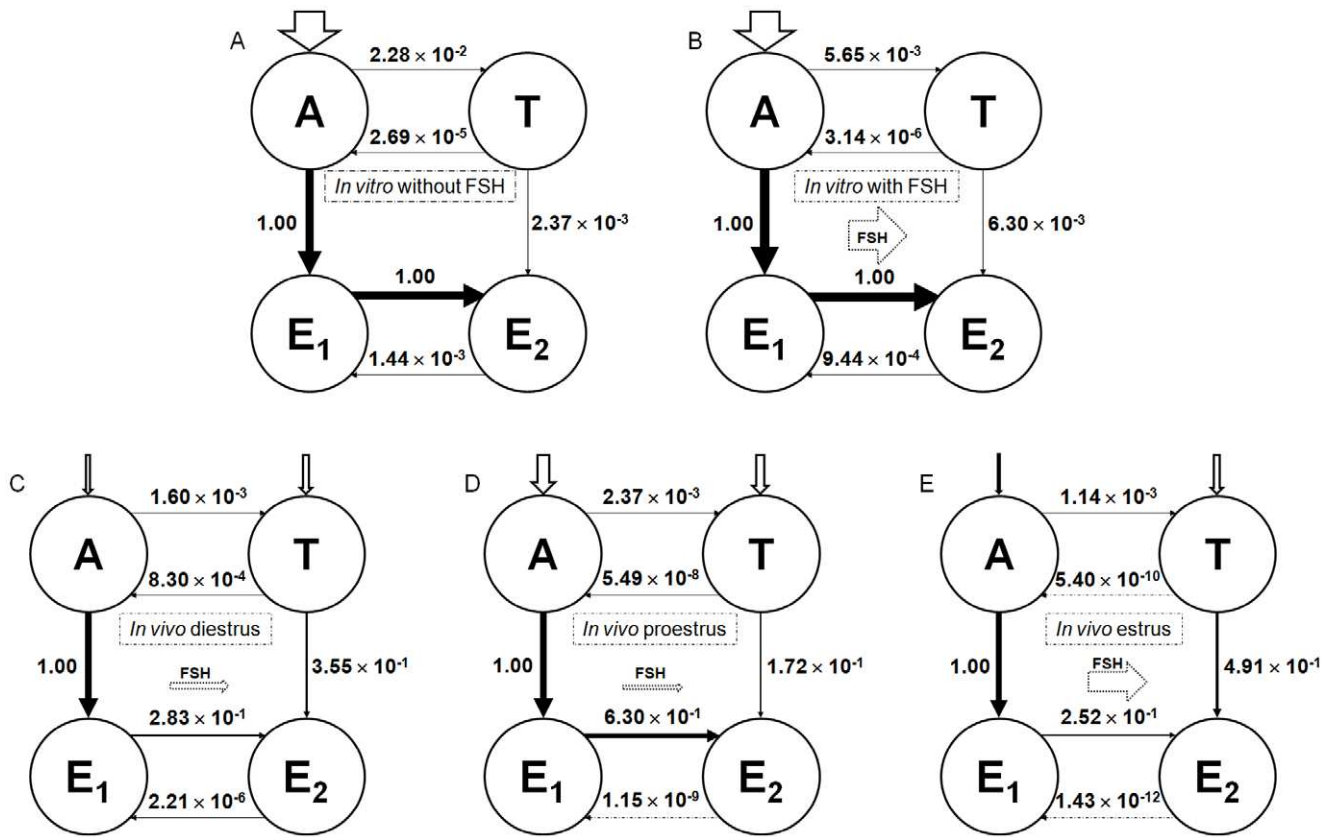 A
A
2.28 × 10⁻²
T
2.69 × 10⁻⁵
In vitro without FSH
1.00
2.37 × 10⁻³
1.00
E₁
E₂
1.44 × 10⁻³
B
A
5.65 × 10⁻³
T
3.14 × 10⁻⁶
In vitro with FSH
1.00
FSH
6.30 × 10⁻³
1.00
E₁
E₂
9.44 × 10⁻⁴
C
A
1.60 × 10⁻³
T
8.30 × 10⁻⁴
In vivo diestrus
1.00
FSH
3.55 × 10⁻¹
2.83 × 10⁻¹
E₁
E₂
2.21 × 10⁻⁶
D
A
2.37 × 10⁻³
T
5.49 × 10⁻⁸
In vivo proestrus
1.00
FSH
1.72 × 10⁻¹
6.30 × 10⁻¹
E₁
E₂
1.15 × 10⁻⁹
E
A
1.14 × 10⁻³
T
5.40 × 10⁻¹⁰
In vivo estrus
1.00
FSH
4.91 × 10⁻¹
2.52 × 10⁻¹
E₁
E₂
1.43 × 10⁻¹²